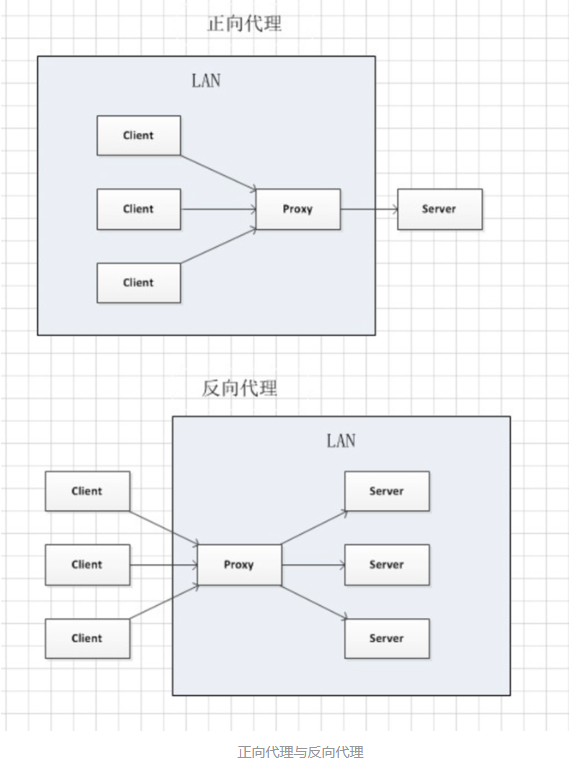 正向代理
LAN
Client
Client
Proxy
Server
Client
反向代理
LAN
Client
Server
Client
Proxy
Server
Client
Server
正向代理与反向代理